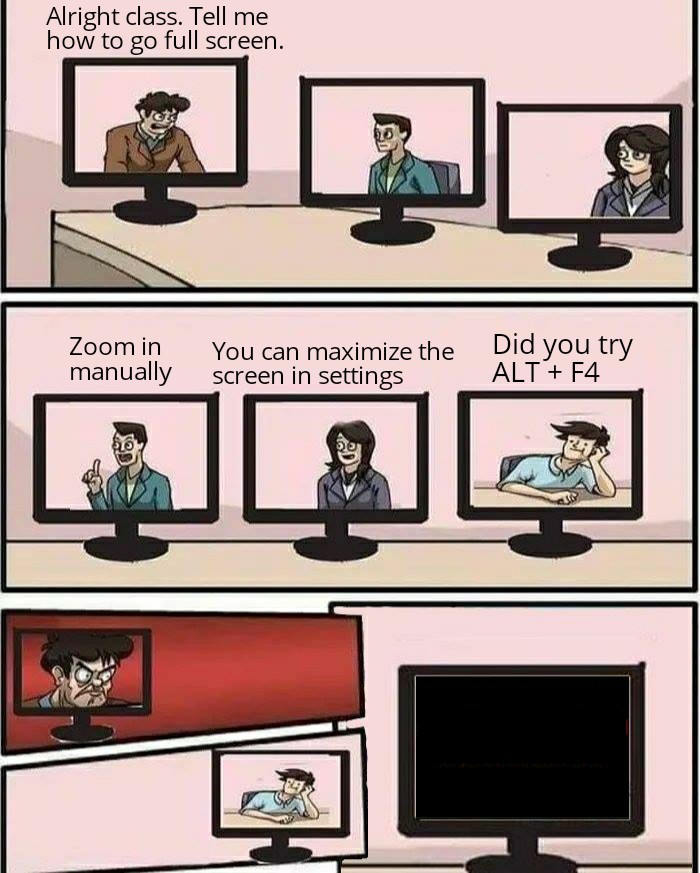 Alright class. Tell me
how to go full screen.
Zoom in
manually
You can maximize the
screen in settings
Did you try
ALT + F4